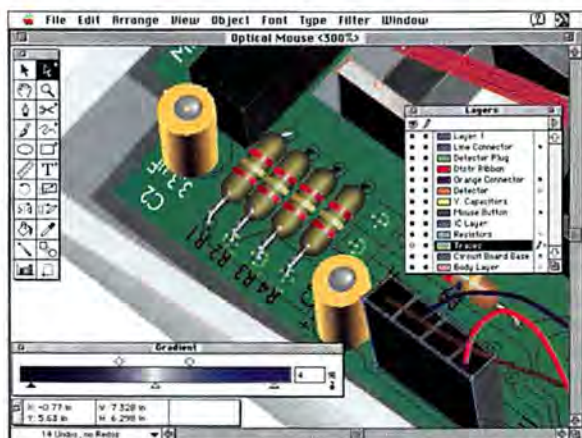 File Edit Arrange View Object Font Type Filter Window
Optical Mouse <300%>
C2
33µF
R4 R3 R2 R1
Layers
Layer 1
Line Connector
Detector Plug
Dtctr Ribbon
Orange Connector
Detector
Y. Capacitors
Mouse Button
IC Layer
Resistors
Traces
Circuit Board Base
Body Layer
Gradient
4
X: -0.77 in
W: 7.328 in
Y: 5.63 in
H: 6.298 in
14 Undos, no Redos